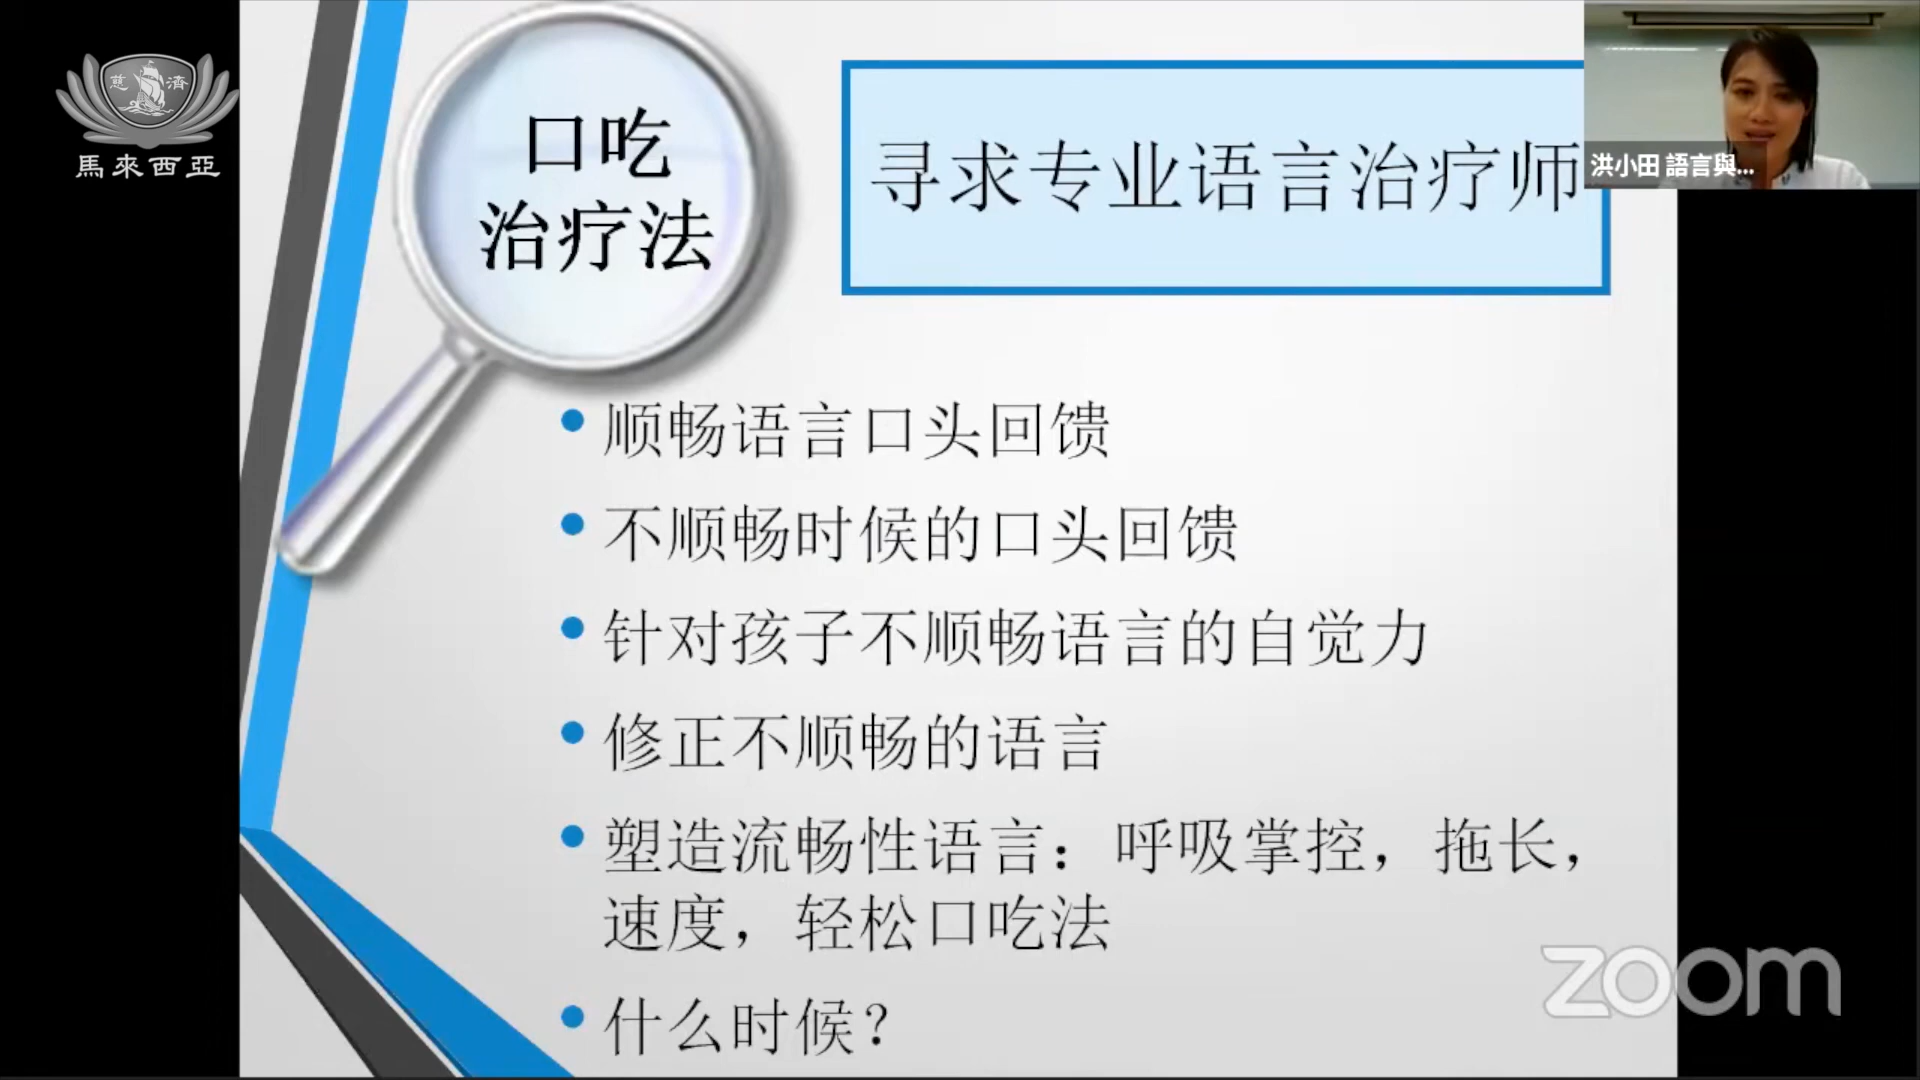 慈濟
馬來西亞
口吃
治疗法
寻求专业语言治疗师
洪小田 語言與...
顺畅语言口头回馈
不顺畅时候的口头回馈
针对孩子不顺畅语言的自觉力
修正不顺畅的语言
塑造流畅性语言：呼吸掌控，拖长，
速度，轻松口吃法
什么时候？
zoom